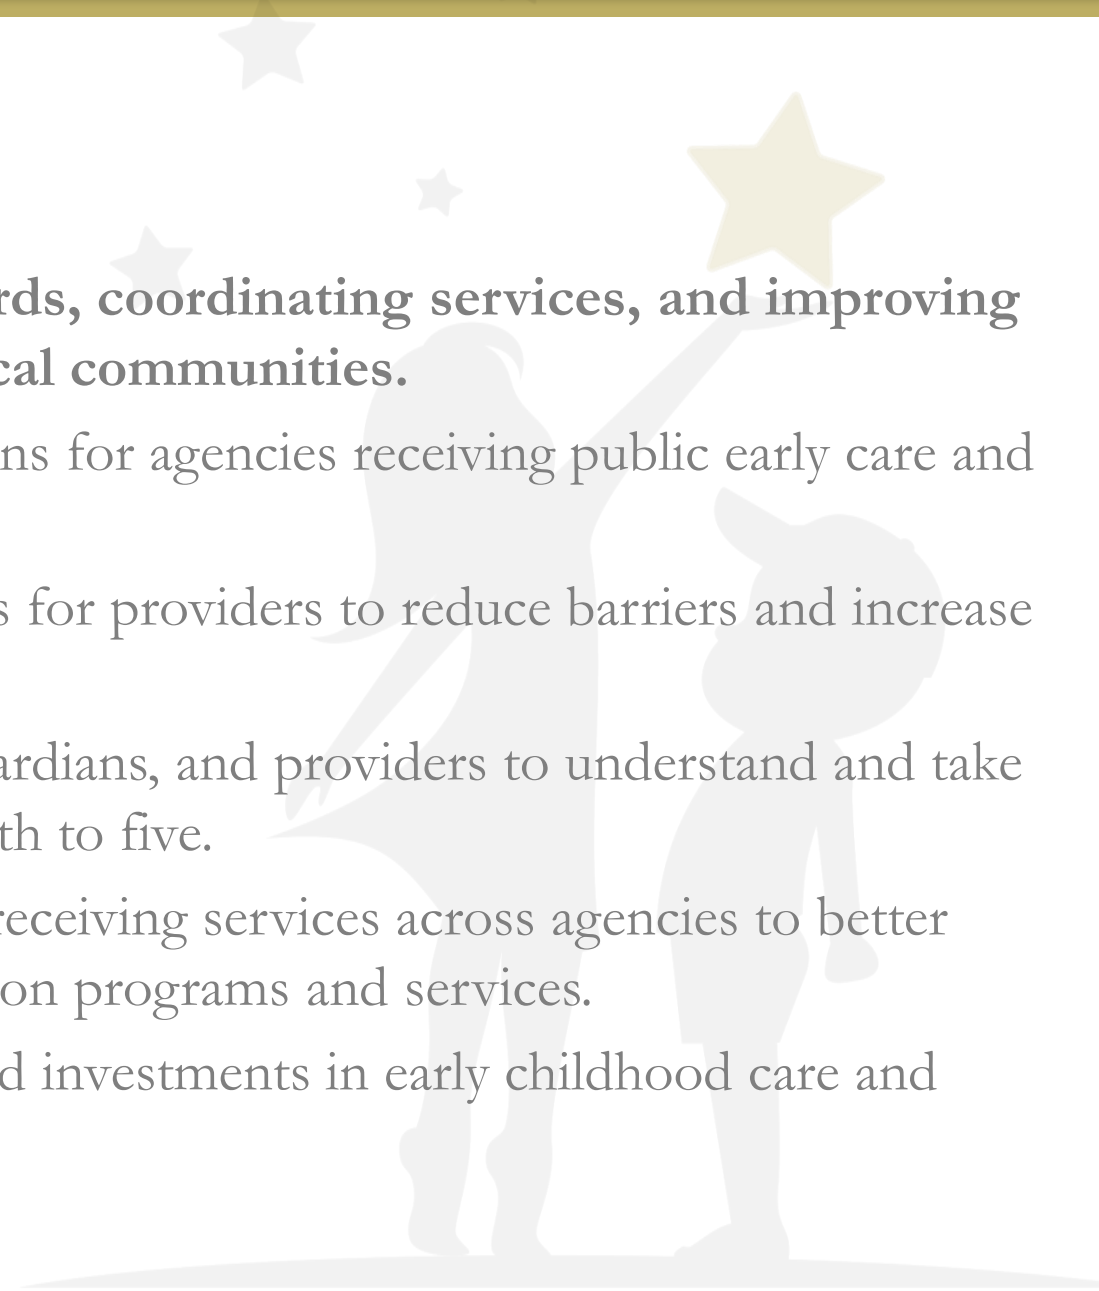 rds, coordinating services, and improving
cal communities.
ns for agencies receiving public early care and
s for providers to reduce barriers and increase
ardians, and providers to understand and take
th to five.
receiving services across agencies to better
on programs and services.
d investments in early childhood care and